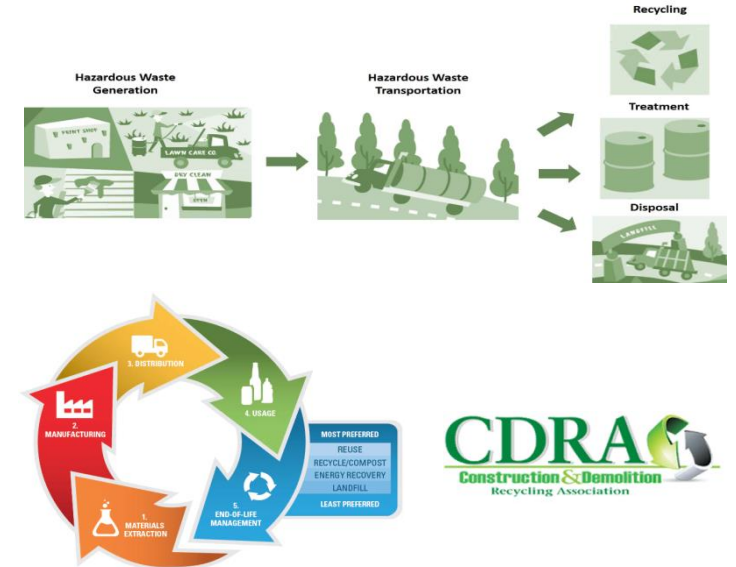 Recycling
Hazardous Waste
Generation
Hazardous Waste
Transportation
PRINT SHOP
LAWN CARE CO.
DRY CLEAN
OPEN
Treatment
Disposal
LANDFILL
3. DISTRIBUTION
4. USAGE
2.
MANUFACTURING
MOST PREFERRED
REUSE
RECYCLE/COMPOST
ENERGY RECOVERY
LANDFILL
LEAST PREFERRED
5.
END-OF-LIFE
MANAGEMENT
1.
MATERIALS
EXTRACTION
CDRA
Construction & Demolition
Recycling Association